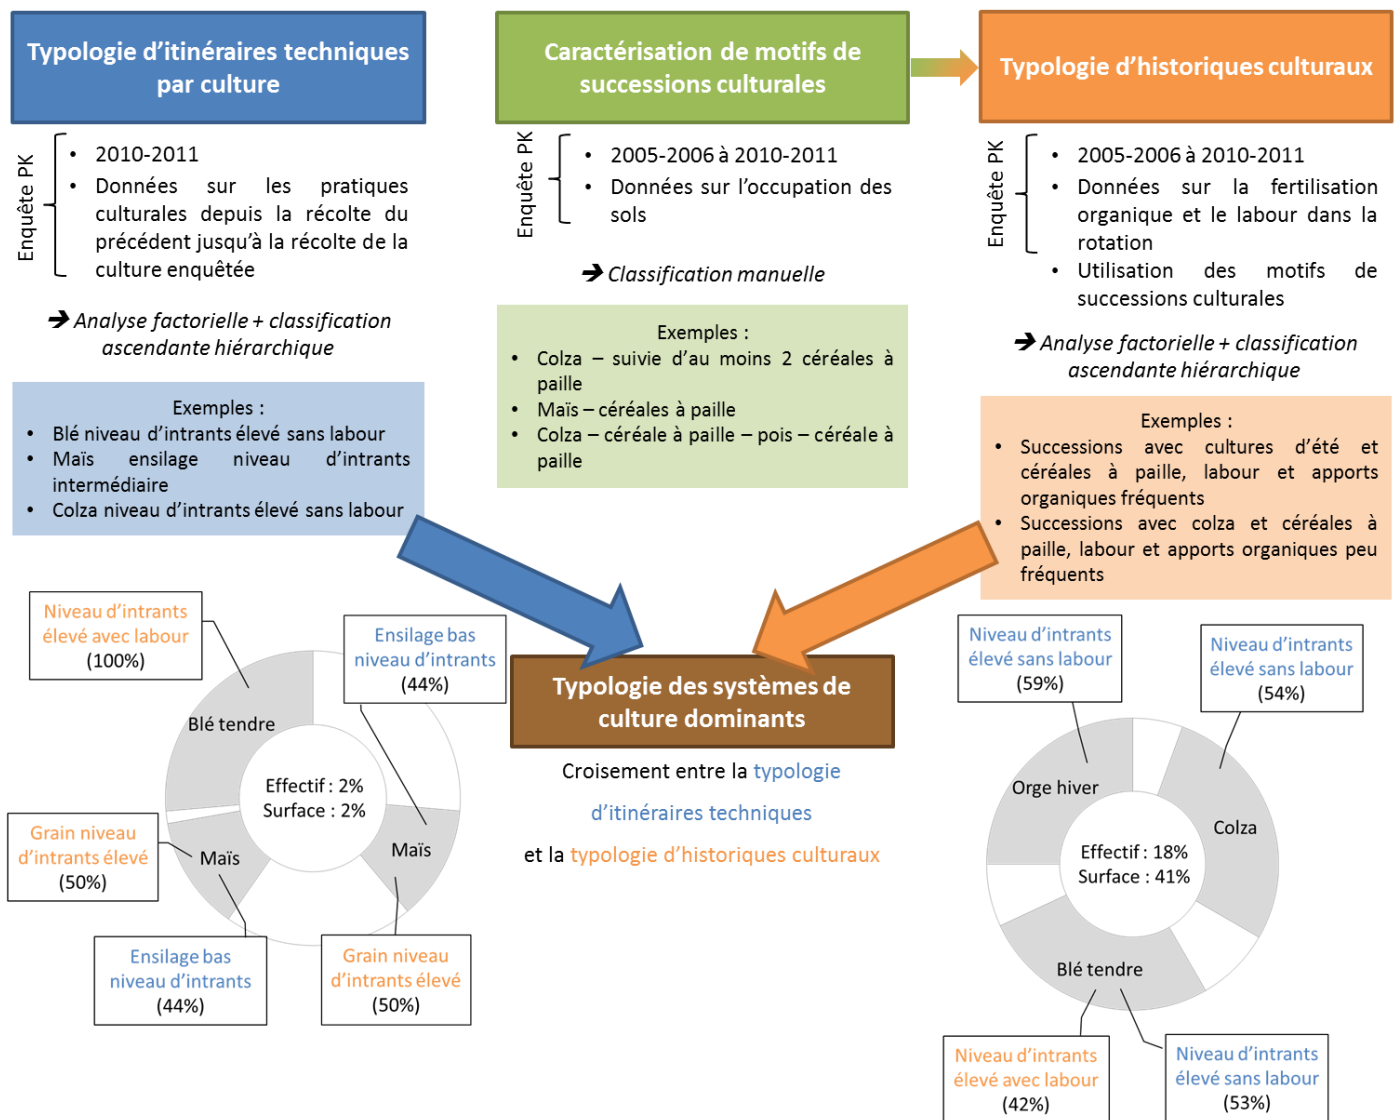 Typologie d'itinéraires techniques
par culture
Enquête PK
• 2010-2011
• Données sur les pratiques
culturales depuis la récolte du
précédent jusqu'à la récolte de la
culture enquêtée
➔ Analyse factorielle + classification
ascendante hiérarchique
Exemples :
• Blé niveau d'intrants élevé sans labour
• Maïs ensilage niveau d'intrants
intermédiaire
• Colza niveau d'intrants élevé sans labour
Caractérisation de motifs de
successions culturales
Enquête PK
• 2005-2006 à 2010-2011
• Données sur l'occupation des
sols
➔ Classification manuelle
Exemples :
• Colza – suivie d'au moins 2 céréales à
paille
• Maïs – céréales à paille
• Colza – céréale à paille – pois – céréale à
paille
Typologie d'historiques culturaux
Enquête PK
• 2005-2006 à 2010-2011
• Données sur la fertilisation
organique et le labour dans la
rotation
• Utilisation des motifs de
successions culturales
➔ Analyse factorielle + classification
ascendante hiérarchique
Exemples :
• Successions avec cultures d'été et
céréales à paille, labour et apports
organiques fréquents
• Successions avec colza et céréales à
paille, labour et apports organiques peu
fréquents
Typologie des systèmes de
culture dominants
Croisement entre la typologie
d'itinéraires techniques
et la typologie d'historiques culturaux
Niveau d'intrants
élevé avec labour
(100%)
Ensilage bas
niveau d'intrants
(44%)
Blé tendre
Effectif : 2%
Surface : 2%
Grain niveau
d'intrants élevé
(50%)
Maïs
Maïs
Ensilage bas
niveau d'intrants
(44%)
Grain niveau
d'intrants élevé
(50%)
Niveau d'intrants
élevé sans labour
(59%)
Niveau d'intrants
élevé sans labour
(54%)
Orge hiver
Colza
Effectif : 18%
Surface : 41%
Blé tendre
Niveau d'intrants
élevé avec labour
(42%)
Niveau d'intrants
élevé sans labour
(53%)